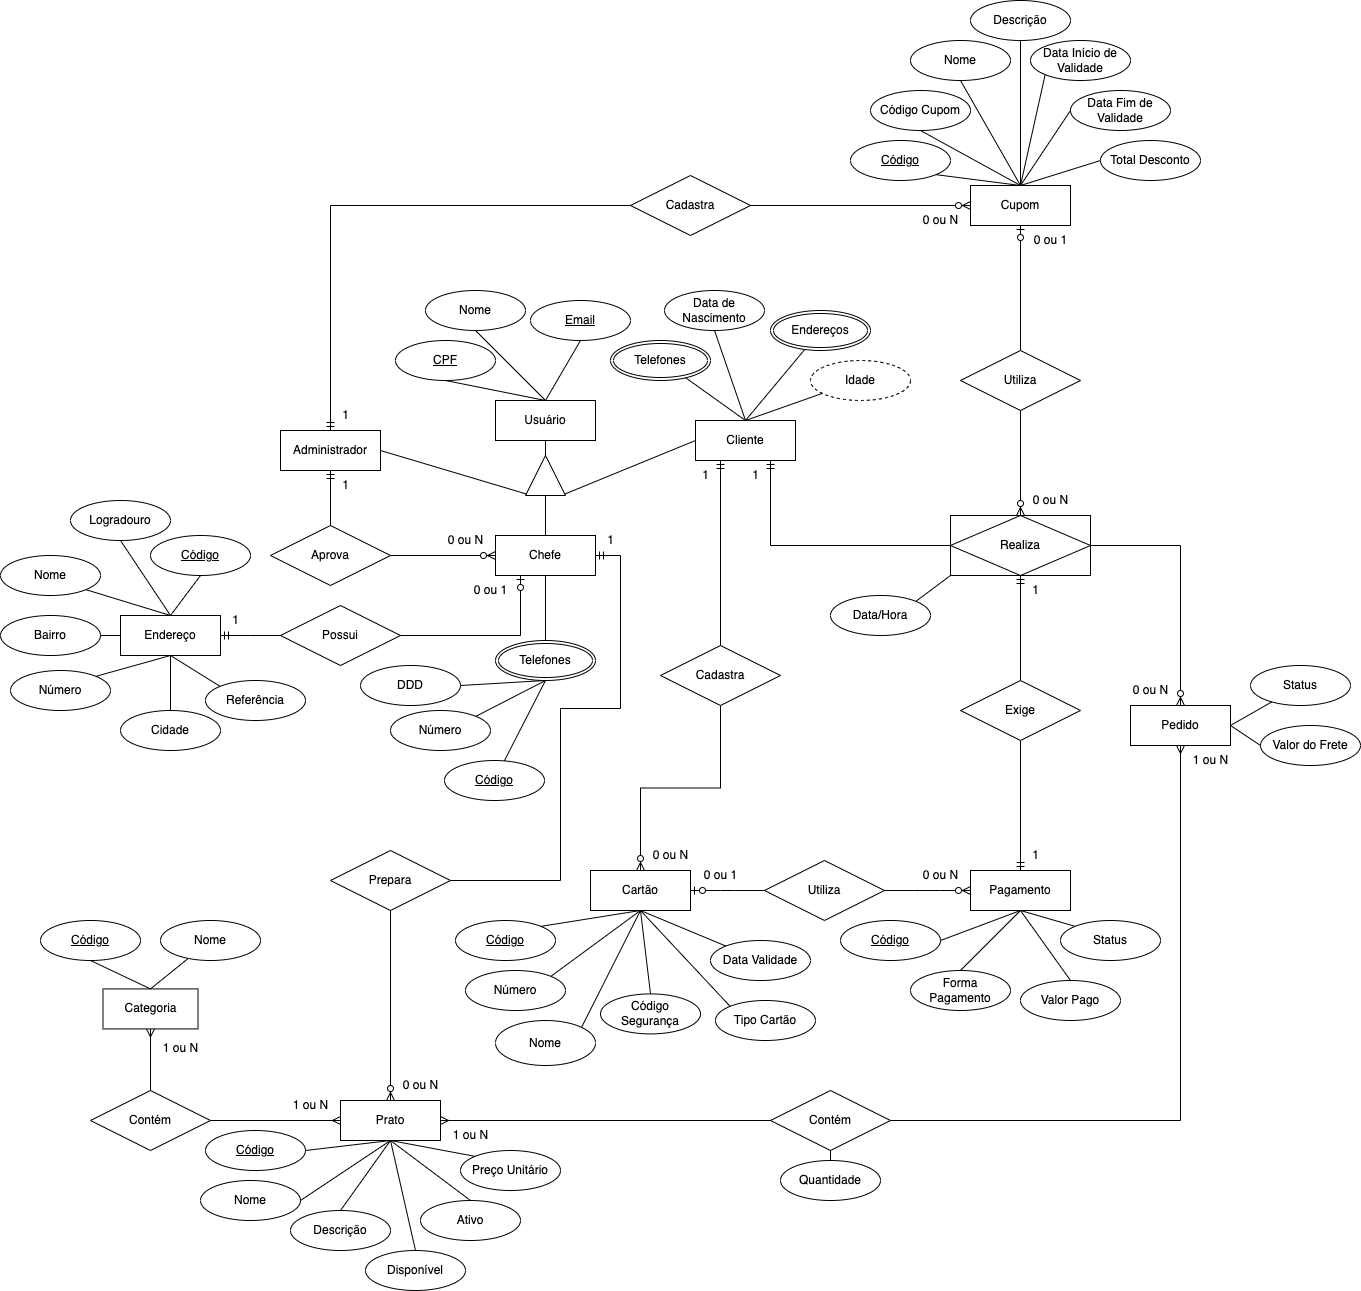 Descrição
Nome
Data Início de
Validade
Código Cupom
Data Fim de
Validade
Código
Total Desconto
Cadastra
Cupom
0 ou N
0 ou 1
Nome
Email
CPF
Usuário
Data de
Nascimento
Endereços
Telefones
Idade
Cliente
Utiliza
1
Administrador
1
1
1
0 ou N
Logradouro
Código
Nome
Aprova
0 ou N
Chefe
1
0 ou 1
Realiza
1
Data/Hora
Endereço
1
Possui
Bairro
Número
Referência
Cidade
Telefones
DDD
Número
Código
Cadastra
Exige
0 ou N
Pedido
1 ou N
Status
Valor do Frete
Prepara
0 ou N
Cartão
0 ou 1
Utiliza
0 ou N
1
Pagamento
Código
Número
Nome
Código
Segurança
Tipo Cartão
Data Validade
Código
Forma
Pagamento
Valor Pago
Status
Código
Nome
Categoria
1 ou N
Contém
1 ou N
0 ou N
Prato
1 ou N
Contém
Quantidade
Código
Nome
Descrição
Disponível
Ativo
Preço Unitário